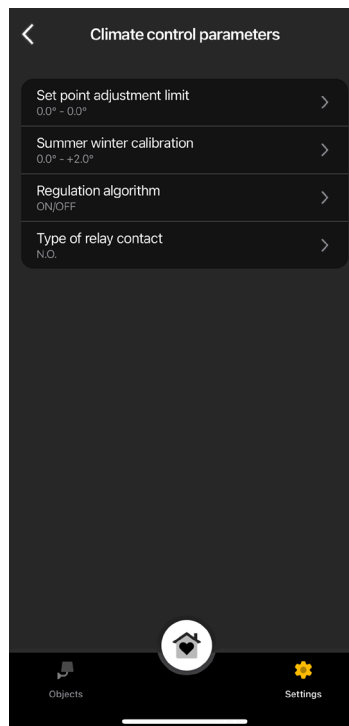 Climate control parameters
Set point adjustment limit
0.0° - 0.0°
Summer winter calibration
0.0° - +2.0°
Regulation algorithm
ON/OFF
Type of relay contact
N.O.
Objects
Settings